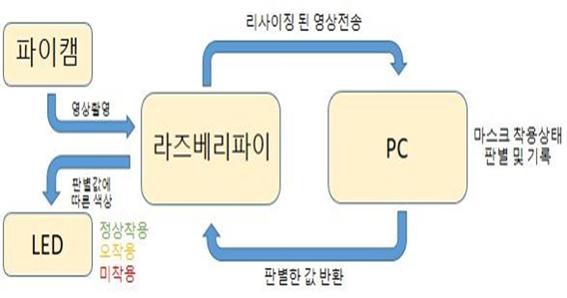 리사이징 된 영상전송
파이캠
영상촬영
라즈베리파이
PC
마스크 착용상태
판별 및 기록
판별값에
따른 색상
LED
정상착용
오착용
미착용
판별한 값 반환